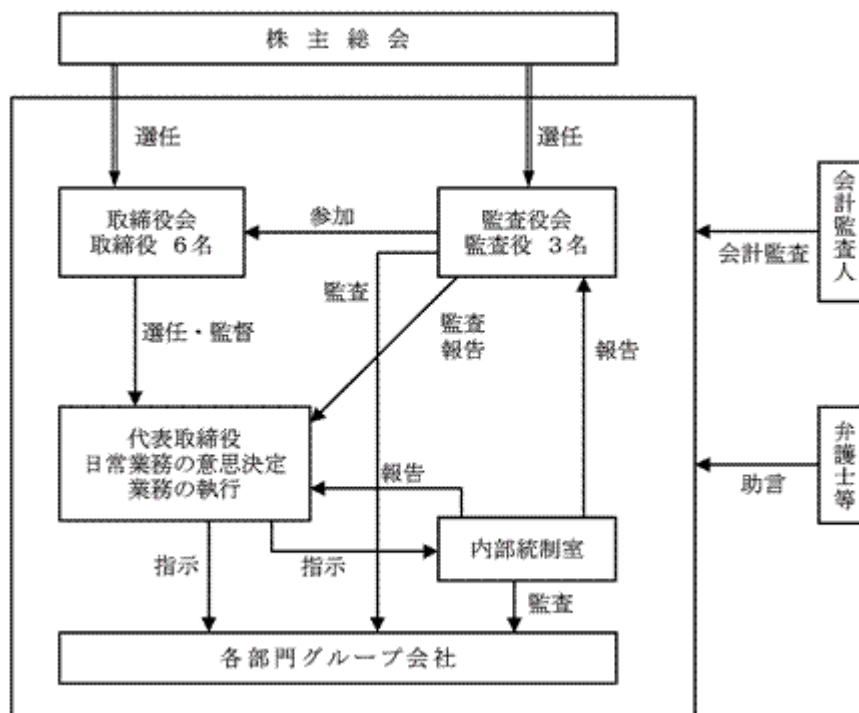 株主総会
選任
選任
取締役会
取締役 6名
参加
監査役会
監査役 3名
会計監査人
会計監査
監査
選任・監督
監査
報告
報告
代表取締役
日常業務の意思決定
業務の執行
報告
弁護士等
助言
指示
指示
内部統制室
監査
各部門グループ会社